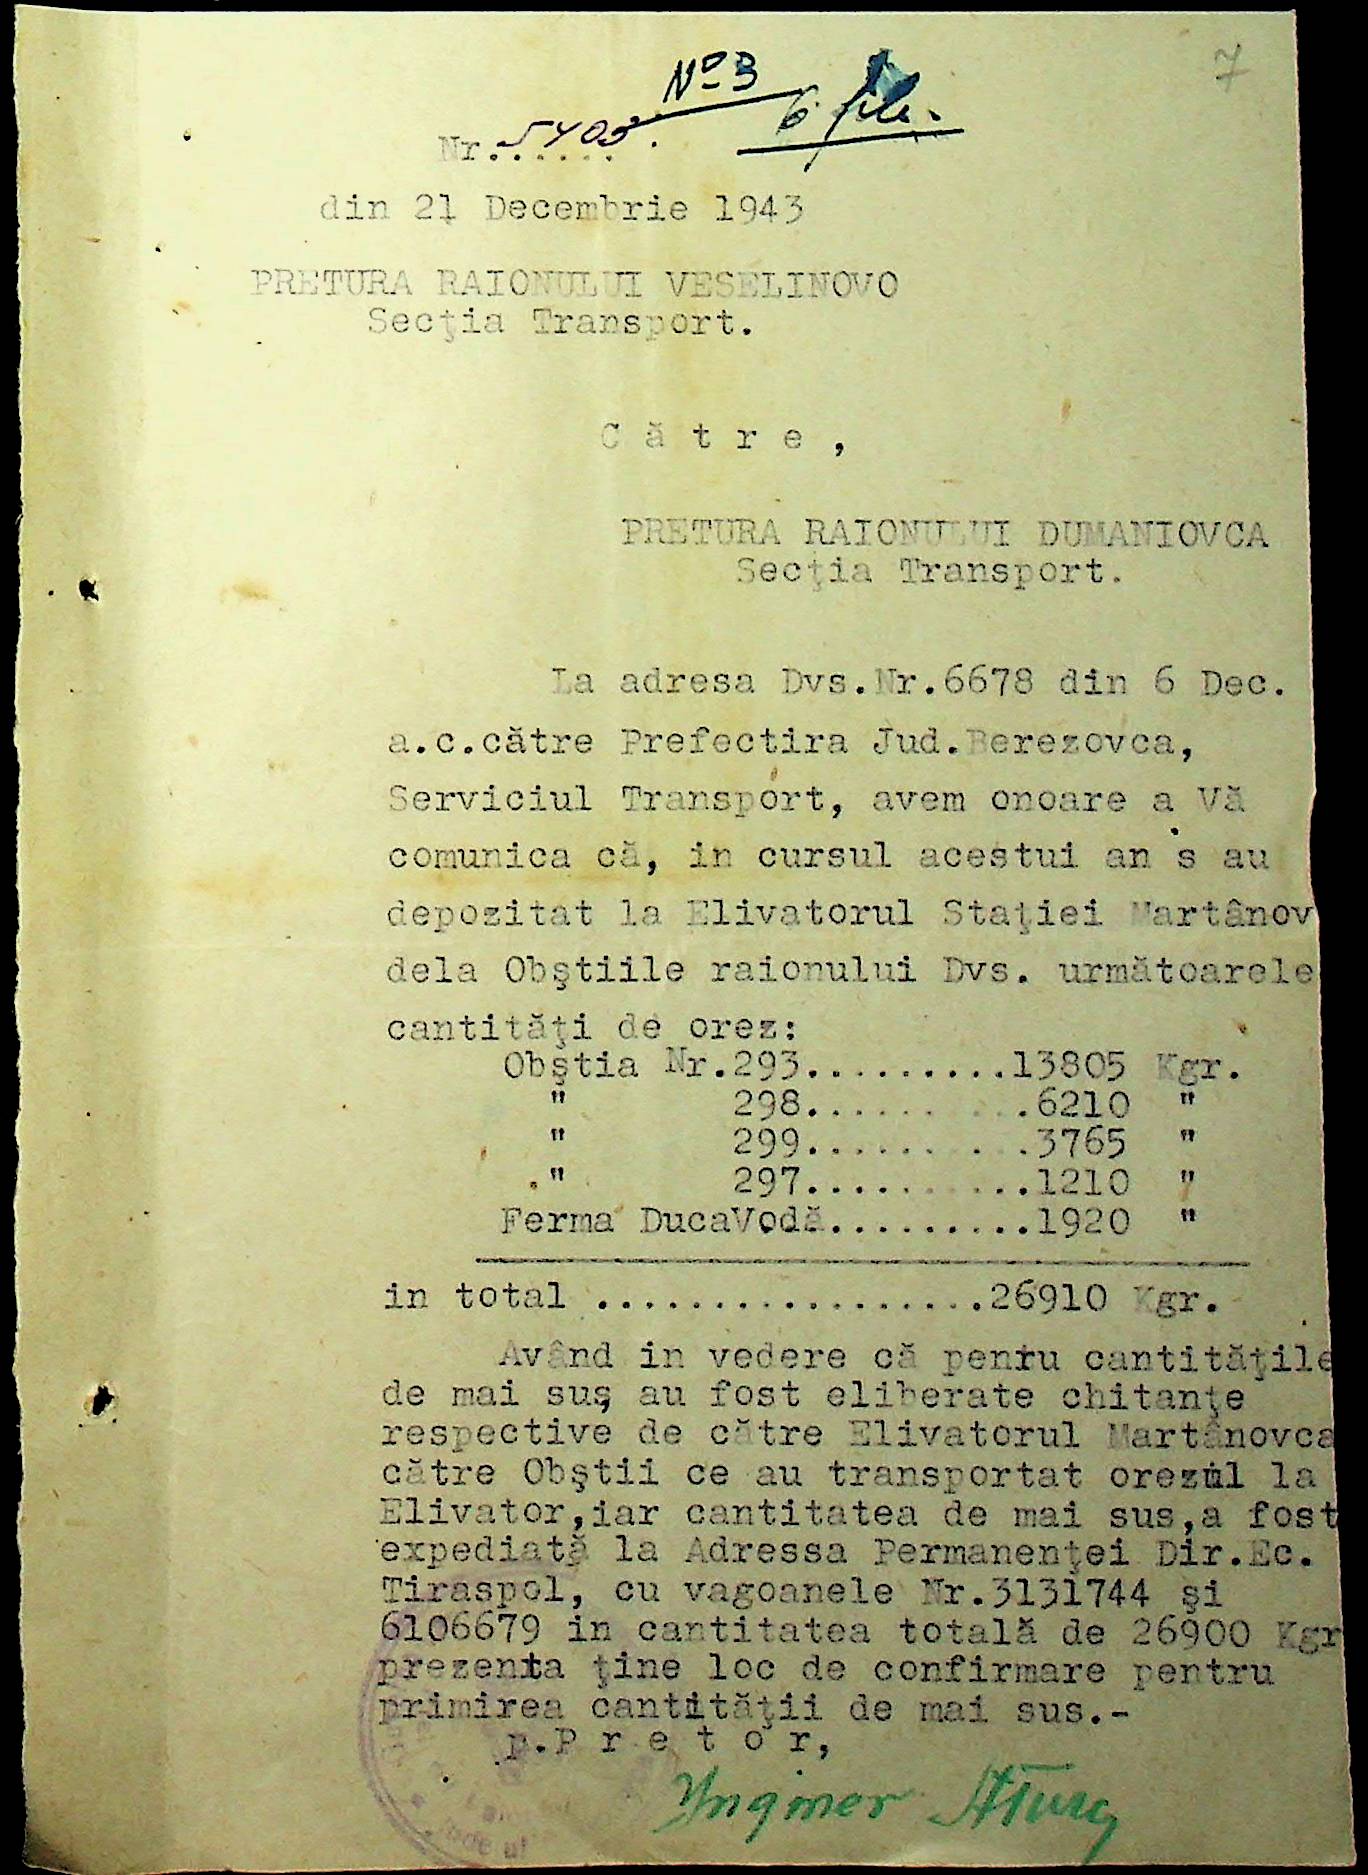 7
Nº 3
6 file.
Nr. 5403.
din 21 Decembrie 1943
PRETURA RAIONULUI VESELINOVO
Secţia Transport.
C ă t r e ,
PRETURA RAIONULUI DUMANIOVCA
Secţia Transport.
La adresa Dvs.Nr.6678 din 6 Dec.
a.c.către Prefectira Jud.Berezovca,
Serviciul Transport, avem onoare a Vă
comunica că, in cursul acestui an s au
depozitat la Elivatorul Staţiei Martânov
dela Obştiile raionului Dvs. următoarele
cantităţi de orez:
Obştia Nr.293.........13805 Kgr.
" 298..........6210 "
" 299..........3765 "
" 297..........1210 "
Ferma DucaVodă.........1920 "
in total .................26910 Kgr.
Având in vedere că pentru cantităţile
de mai sus, au fost eliberate chitanţe
respective de către Elivatorul Martânovca
către Obştii ce au transportat orezul la
Elivator,iar cantitatea de mai sus,a fost
expediată la Adressa Permanenţei Dir.Ec.
Tiraspol, cu vagoanele Nr.3131744 şi
6106679 in cantitatea totală de 26900 Kgr
prezenta ţine loc de confirmare pentru
primirea cantităţii de mai sus.-
p.P r e t o r,
Ynginer